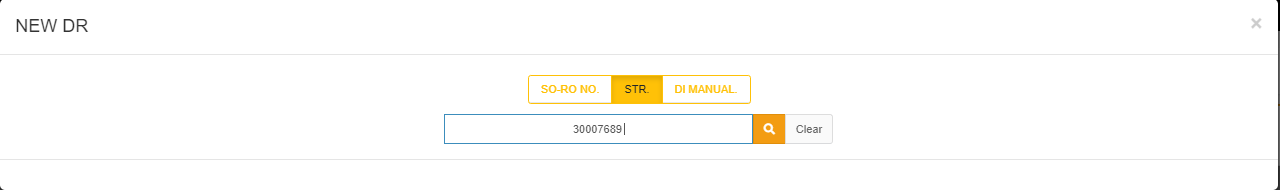 NEW DR ×
SO-RO NO. STR. DI MANUAL.
30007689 Clear